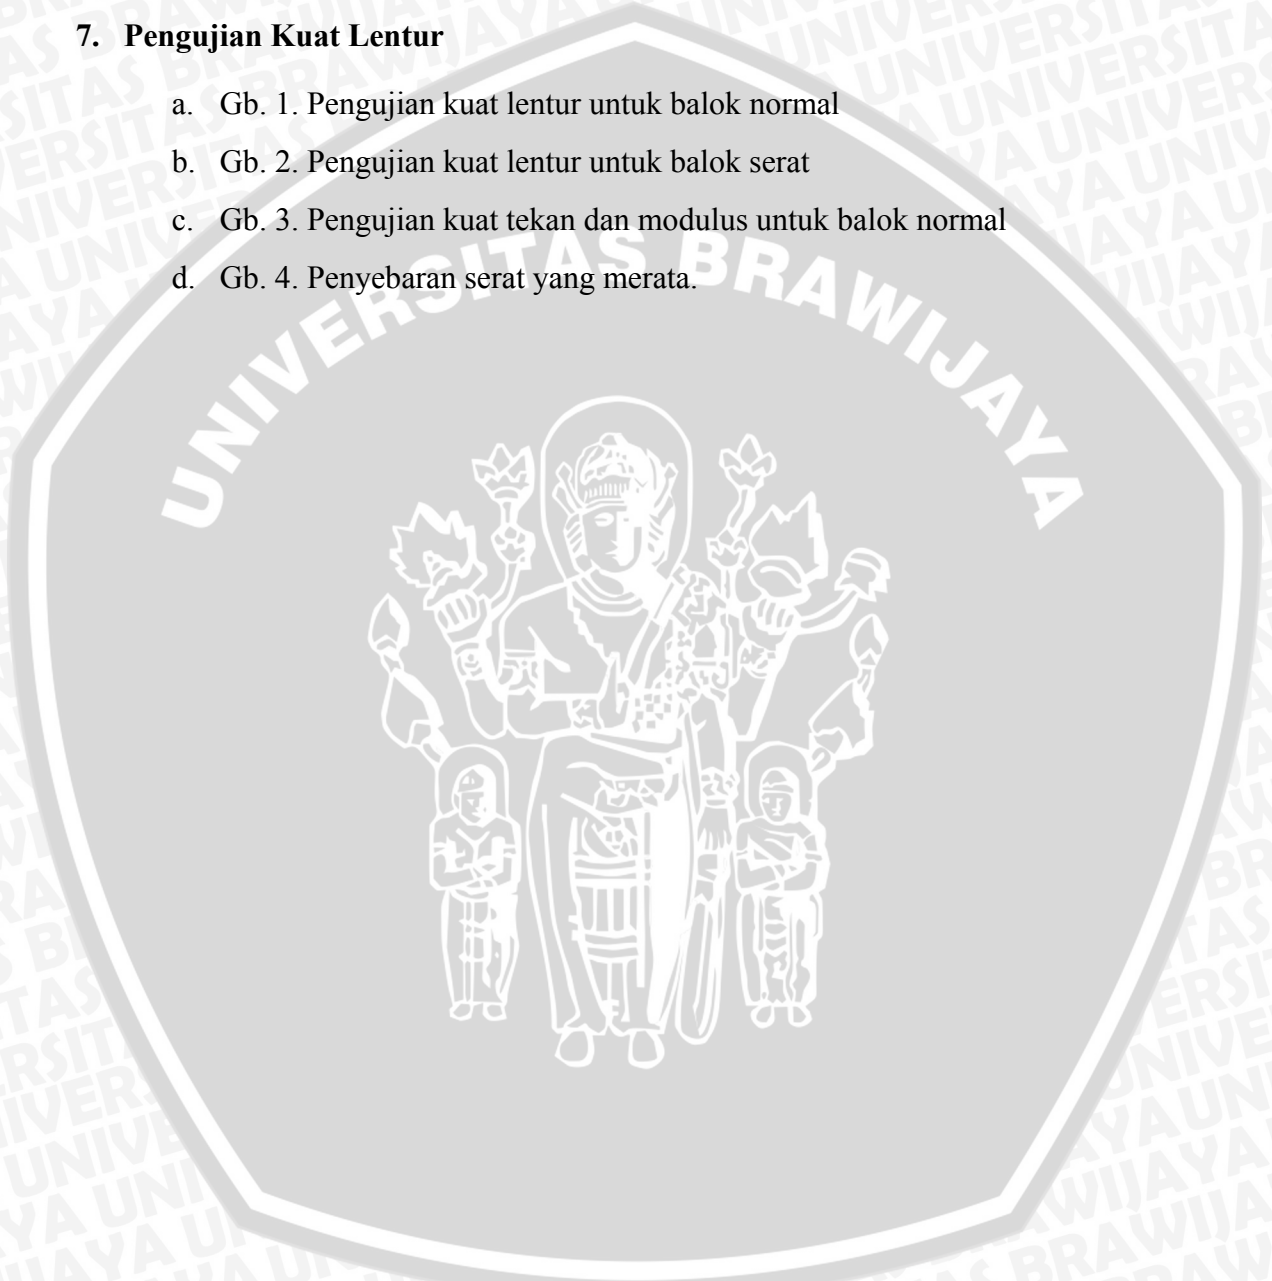 7. Pengujian Kuat Lentur
a. Gb. 1. Pengujian kuat lentur untuk balok normal
b. Gb. 2. Pengujian kuat lentur untuk balok serat
c. Gb. 3. Pengujian kuat tekan dan modulus untuk balok normal
d. Gb. 4. Penyebaran serat yang merata.
UNIVERSITAS BRAWIJAYA